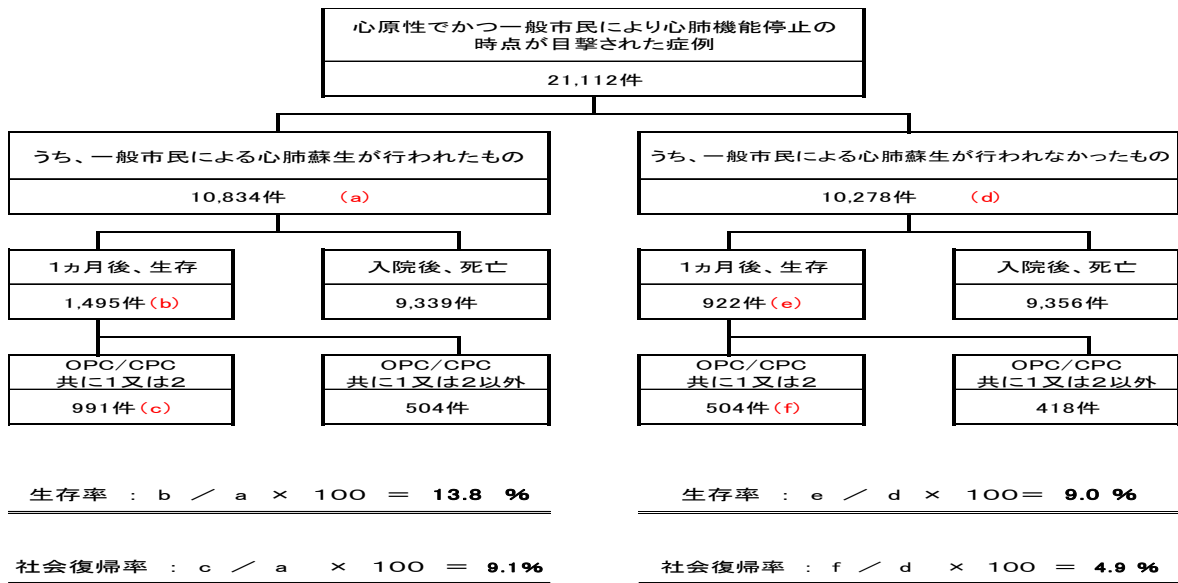 心原性でかつ一般市民により心肺機能停止の
時点が目撃された症例
21,112件
うち、一般市民による心肺蘇生が行われたもの
10,834件 (a)
うち、一般市民による心肺蘇生が行われなかったもの
10,278件 (d)
1ヵ月後、生存
1,495件(b)
入院後、死亡
9,339件
1ヵ月後、生存
922件(e)
入院後、死亡
9,356件
OPC/CPC
共に1又は2
991件(c)
OPC/CPC
共に1又は2以外
504件
OPC/CPC
共に1又は2
504件(f)
OPC/CPC
共に1又は2以外
418件
生存率 : b / a × 100 = 13.8 %
生存率 : e / d × 100= 9.0 %
社会復帰率 : c / a × 100 = 9.1%
社会復帰率 : f / d × 100 = 4.9 %